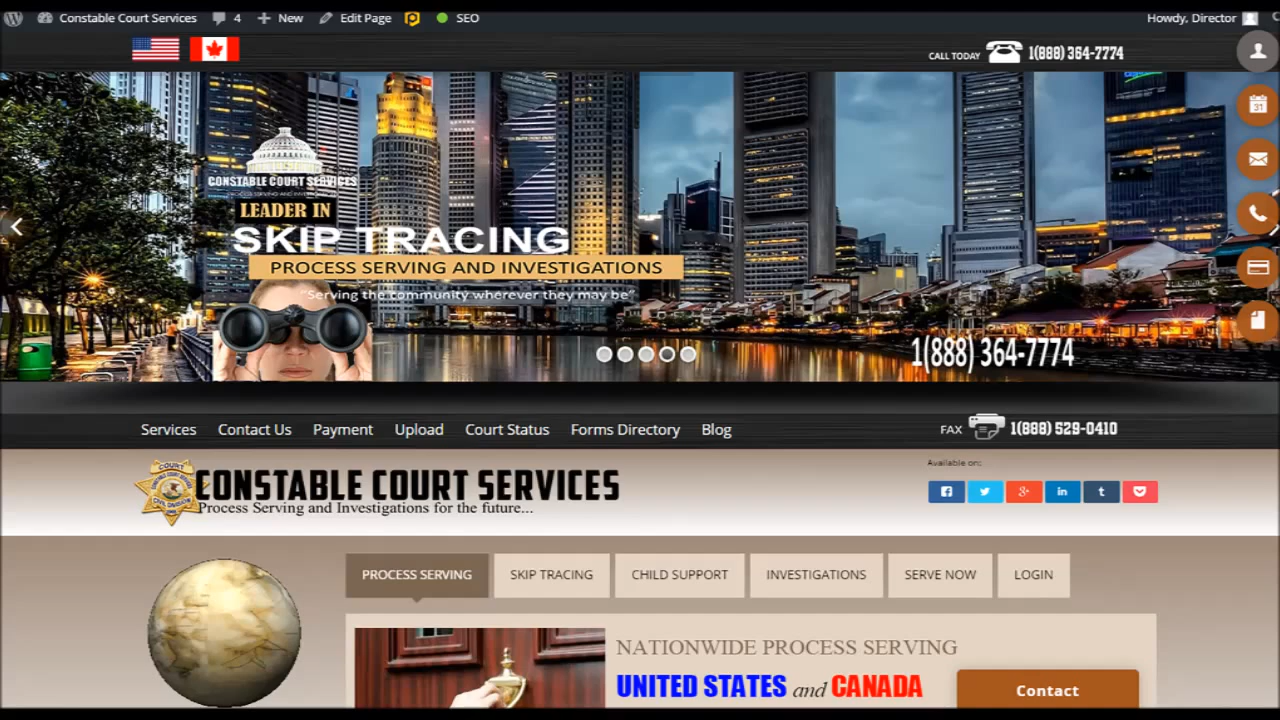 Constable Court Services 4 New Edit Page SEO Howdy, Director
CALL TODAY 1(888) 364-7774
31
CONSTABLE COURT SERVICES
LEADER IN
SKIP TRACING
PROCESS SERVING AND INVESTIGATIONS
"Serving the community wherever they may be"
1(888) 364-7774
Services Contact Us Payment Upload Court Status Forms Directory Blog FAX 1(888) 529-0410
Available on:
COURT
CONSTABLE COURT SERVICES
CIVIL DIVISION
Process Serving and Investigations for the future...
PROCESS SERVING SKIP TRACING CHILD SUPPORT INVESTIGATIONS SERVE NOW LOGIN
NATIONWIDE PROCESS SERVING
UNITED STATES and CANADA
Contact